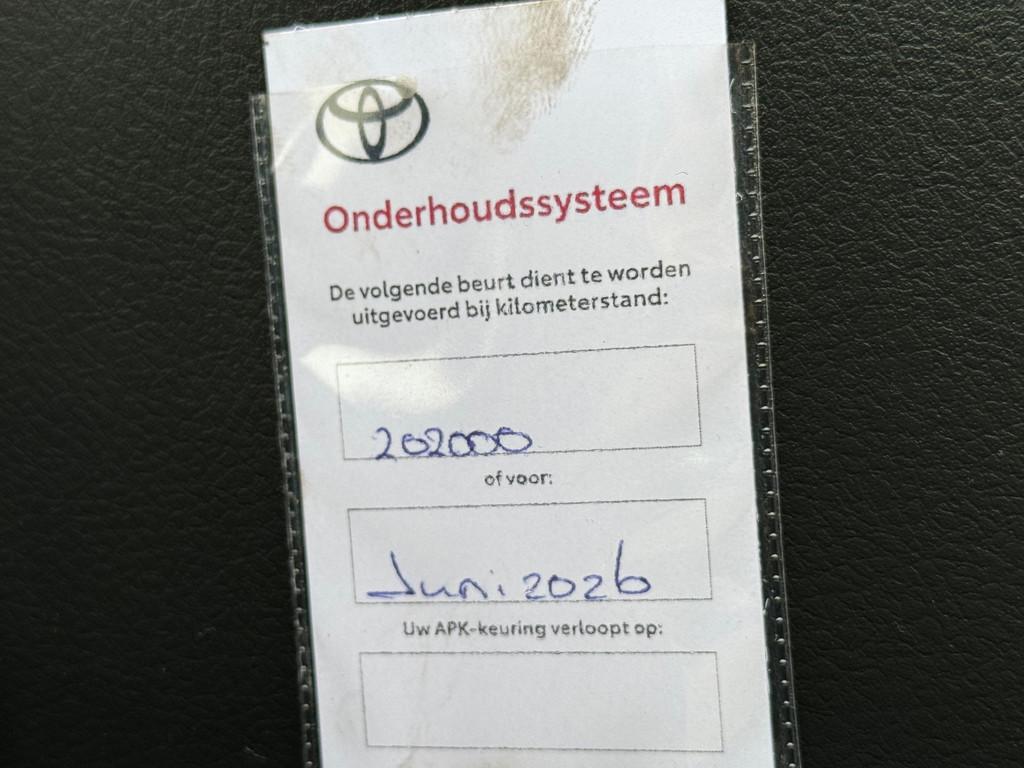 Onderhoudssysteem
De volgende beurt dient te worden
uitgevoerd bij kilometerstand:
202000
of voor:
Juni 2026
Uw APK-keuring verloopt op: